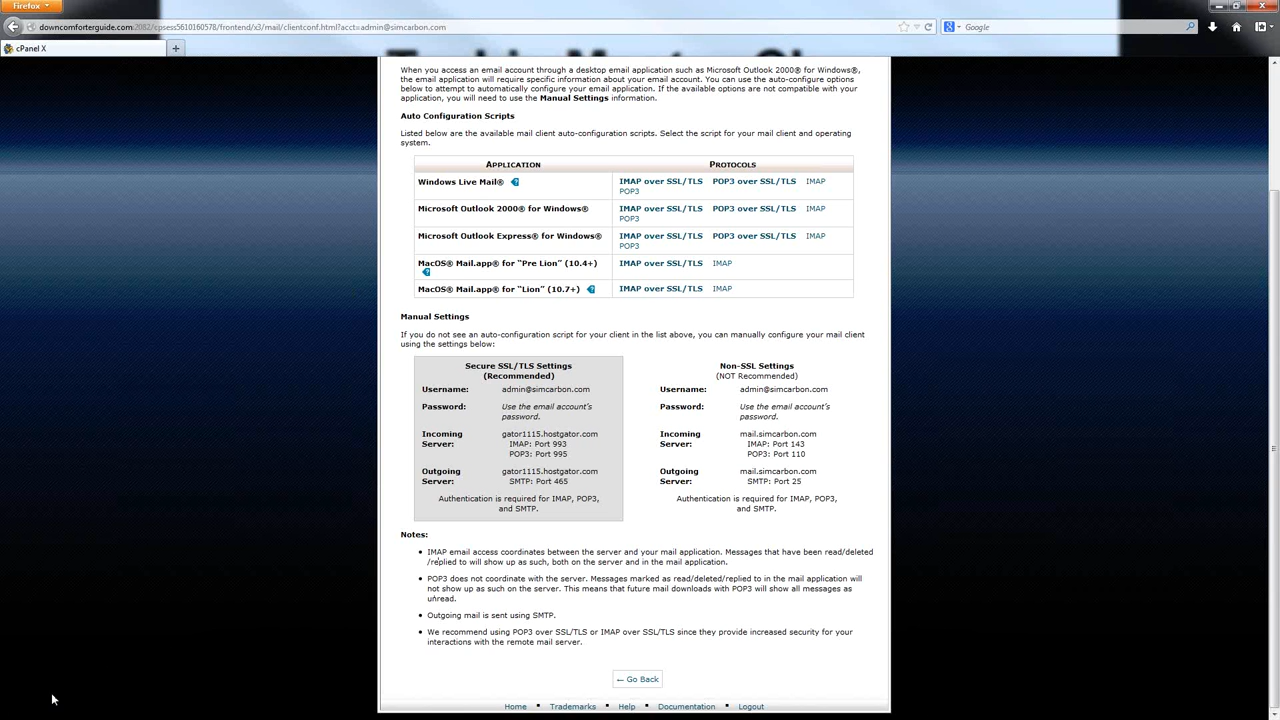 Firefox
downcomforterguide.com:2082/cpsess5610160578/frontend/x3/mail/clientconf.html?acct=admin@simcarbon.com
Google
cPanel X
When you access an email account through a desktop email application such as Microsoft Outlook 2000® for Windows®,
the email application will require specific information about your email account. You can use the auto-configure options
below to attempt to automatically configure your email application. If the available options are not compatible with your
application, you will need to use the Manual Settings information.
Auto Configuration Scripts
Listed below are the available mail client auto-configuration scripts. Select the script for your mail client and operating
system.
APPLICATION PROTOCOLS
Windows Live Mail® ? IMAP over SSL/TLS POP3 over SSL/TLS IMAP
POP3
Microsoft Outlook 2000® for Windows® IMAP over SSL/TLS POP3 over SSL/TLS IMAP
POP3
Microsoft Outlook Express® for Windows® IMAP over SSL/TLS POP3 over SSL/TLS IMAP
POP3
MacOS® Mail.app® for “Pre Lion” (10.4+) IMAP over SSL/TLS IMAP
?
MacOS® Mail.app® for “Lion” (10.7+) ? IMAP over SSL/TLS IMAP
Manual Settings
If you do not see an auto-configuration script for your client in the list above, you can manually configure your mail client
using the settings below:
Secure SSL/TLS Settings
(Recommended)
Username: admin@simcarbon.com
Password: Use the email account’s
password.
Incoming gator1115.hostgator.com
Server: IMAP: Port 993
POP3: Port 995
Outgoing gator1115.hostgator.com
Server: SMTP: Port 465
Authentication is required for IMAP, POP3,
and SMTP.
Non-SSL Settings
(NOT Recommended)
Username: admin@simcarbon.com
Password: Use the email account’s
password.
Incoming mail.simcarbon.com
Server: IMAP: Port 143
POP3: Port 110
Outgoing mail.simcarbon.com
Server: SMTP: Port 25
Authentication is required for IMAP, POP3,
and SMTP.
Notes:
• IMAP email access coordinates between the server and your mail application. Messages that have been read/deleted
/replied to will show up as such, both on the server and in the mail application.
• POP3 does not coordinate with the server. Messages marked as read/deleted/replied to in the mail application will
not show up as such on the server. This means that future mail downloads with POP3 will show all messages as
unread.
• Outgoing mail is sent using SMTP.
• We recommend using POP3 over SSL/TLS or IMAP over SSL/TLS since they provide increased security for your
interactions with the remote mail server.
← Go Back
Home ▪ Trademarks ▪ Help ▪ Documentation ▪ Logout